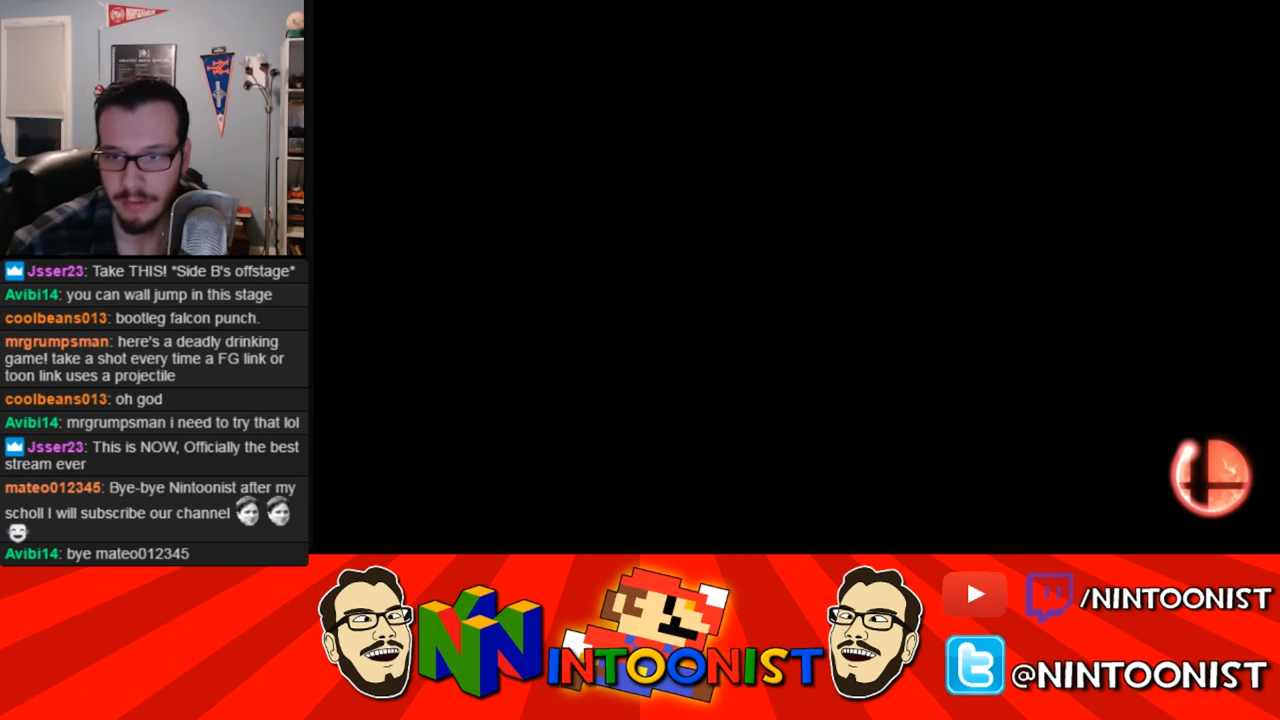 Jsser23: Take THIS! *Side B's offstage*
Avibi14: you can wall jump in this stage
coolbeans013: bootleg falcon punch.
mrgrumpsman: here's a deadly drinking
game! take a shot every time a FG link or
toon link uses a projectile
coolbeans013: oh god
Avibi14: mrgrumpsman i need to try that lol
Jsser23: This is NOW, Officially the best
stream ever
mateo012345: Bye-bye Nintoonist after my
scholl I will subscribe our channel
Avibi14: bye mateo012345
NINTOONIST
/NINTOONIST
@NINTOONIST